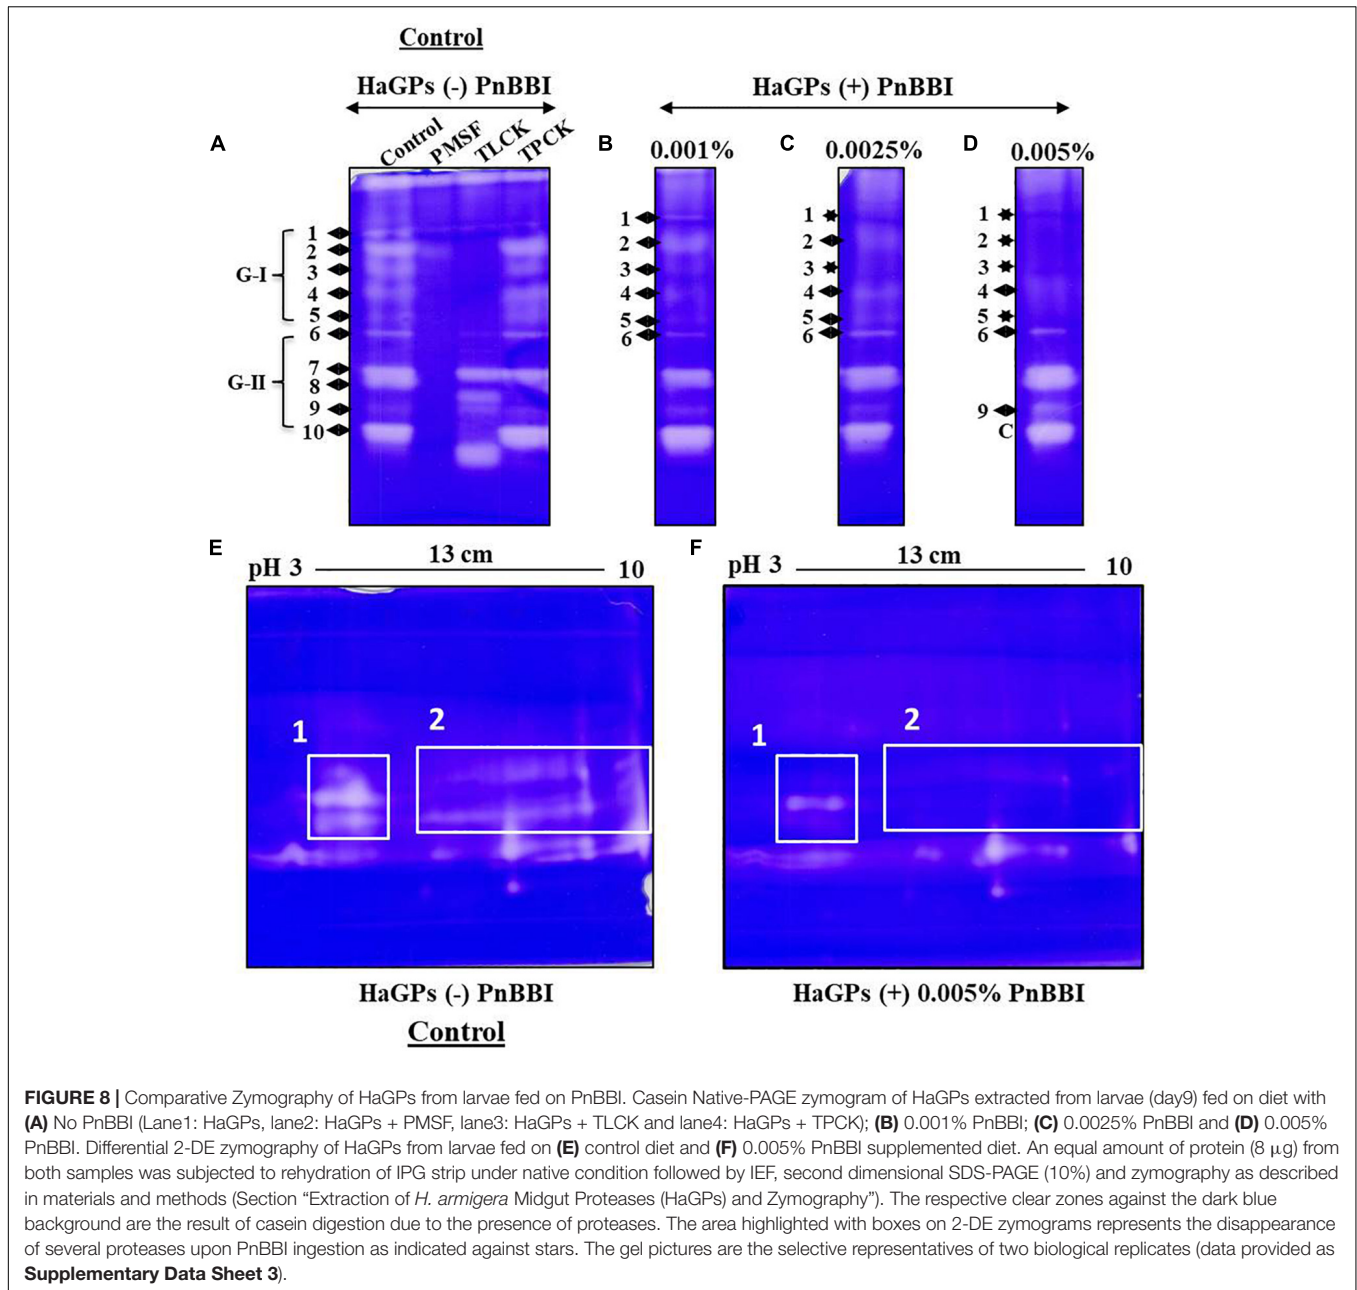 Control
HaGPs (-) PnBBI
HaGPs (+) PnBBI
A
Control PMSF TLCK TPCK
B
0.001%
C
0.0025%
D
0.005%
1
2
3
4
5
6
7
8
9
10
G-I
G-II
1
2
3
4
5
6
1
2
3
4
5
6
1
2
3
4
5
6
9
C
E
pH 3
13 cm
10
1
2
HaGPs (-) PnBBI
Control
F
pH 3
13 cm
10
1
2
HaGPs (+) 0.005% PnBBI
FIGURE 8 | Comparative Zymography of HaGPs from larvae fed on PnBBI. Casein Native-PAGE zymogram of HaGPs extracted from larvae (day9) fed on diet with
(A) No PnBBI (Lane1: HaGPs, lane2: HaGPs + PMSF, lane3: HaGPs + TLCK and lane4: HaGPs + TPCK); (B) 0.001% PnBBI; (C) 0.0025% PnBBI and (D) 0.005%
PnBBI. Differential 2-DE zymography of HaGPs from larvae fed on (E) control diet and (F) 0.005% PnBBI supplemented diet. An equal amount of protein (8 μg) from
both samples was subjected to rehydration of IPG strip under native condition followed by IEF, second dimensional SDS-PAGE (10%) and zymography as described
in materials and methods (Section “Extraction of H. armigera Midgut Proteases (HaGPs) and Zymography”). The respective clear zones against the dark blue
background are the result of casein digestion due to the presence of proteases. The area highlighted with boxes on 2-DE zymograms represents the disappearance
of several proteases upon PnBBI ingestion as indicated against stars. The gel pictures are the selective representatives of two biological replicates (data provided as
Supplementary Data Sheet 3).